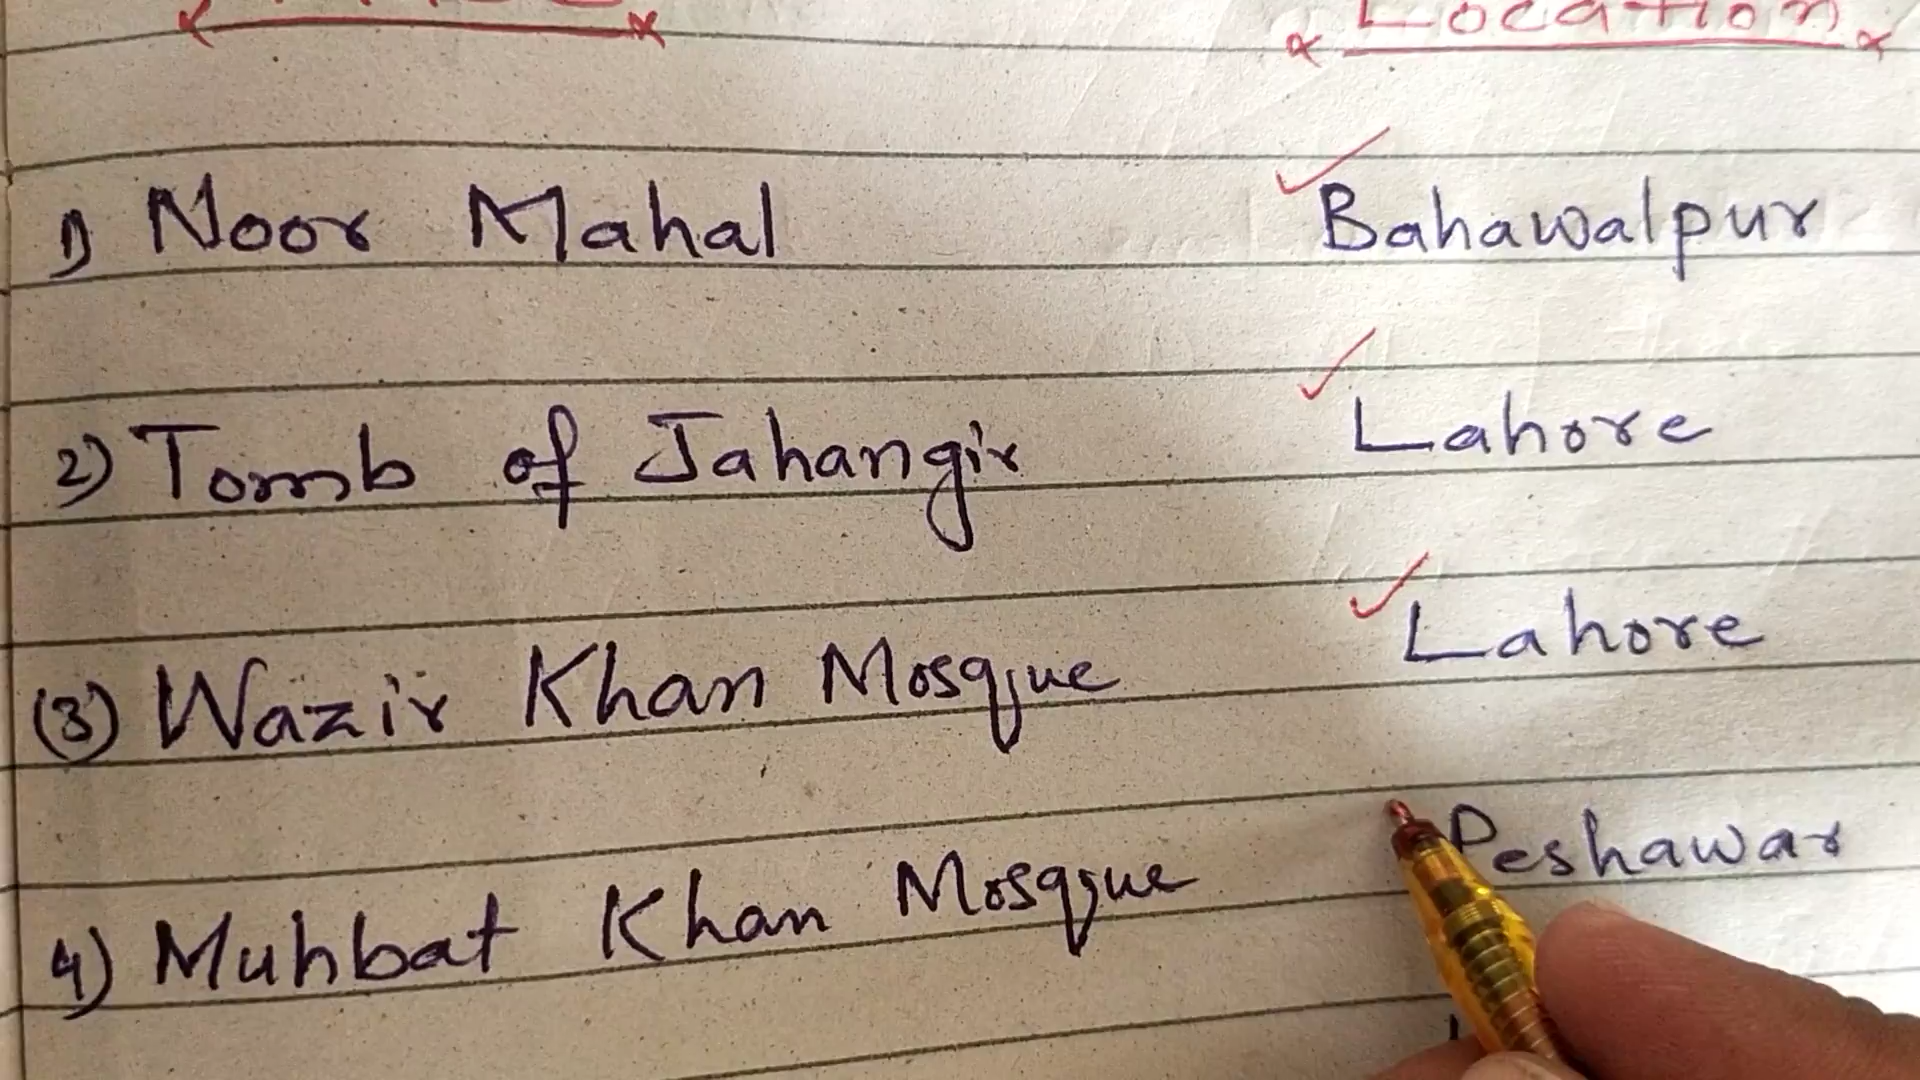 Location
1) Noor Mahal Bahawalpur
2) Tomb of Jahangir Lahore
(3) Wazir Khan Mosque Lahore
4) Muhbat Khan Mosque Peshawar